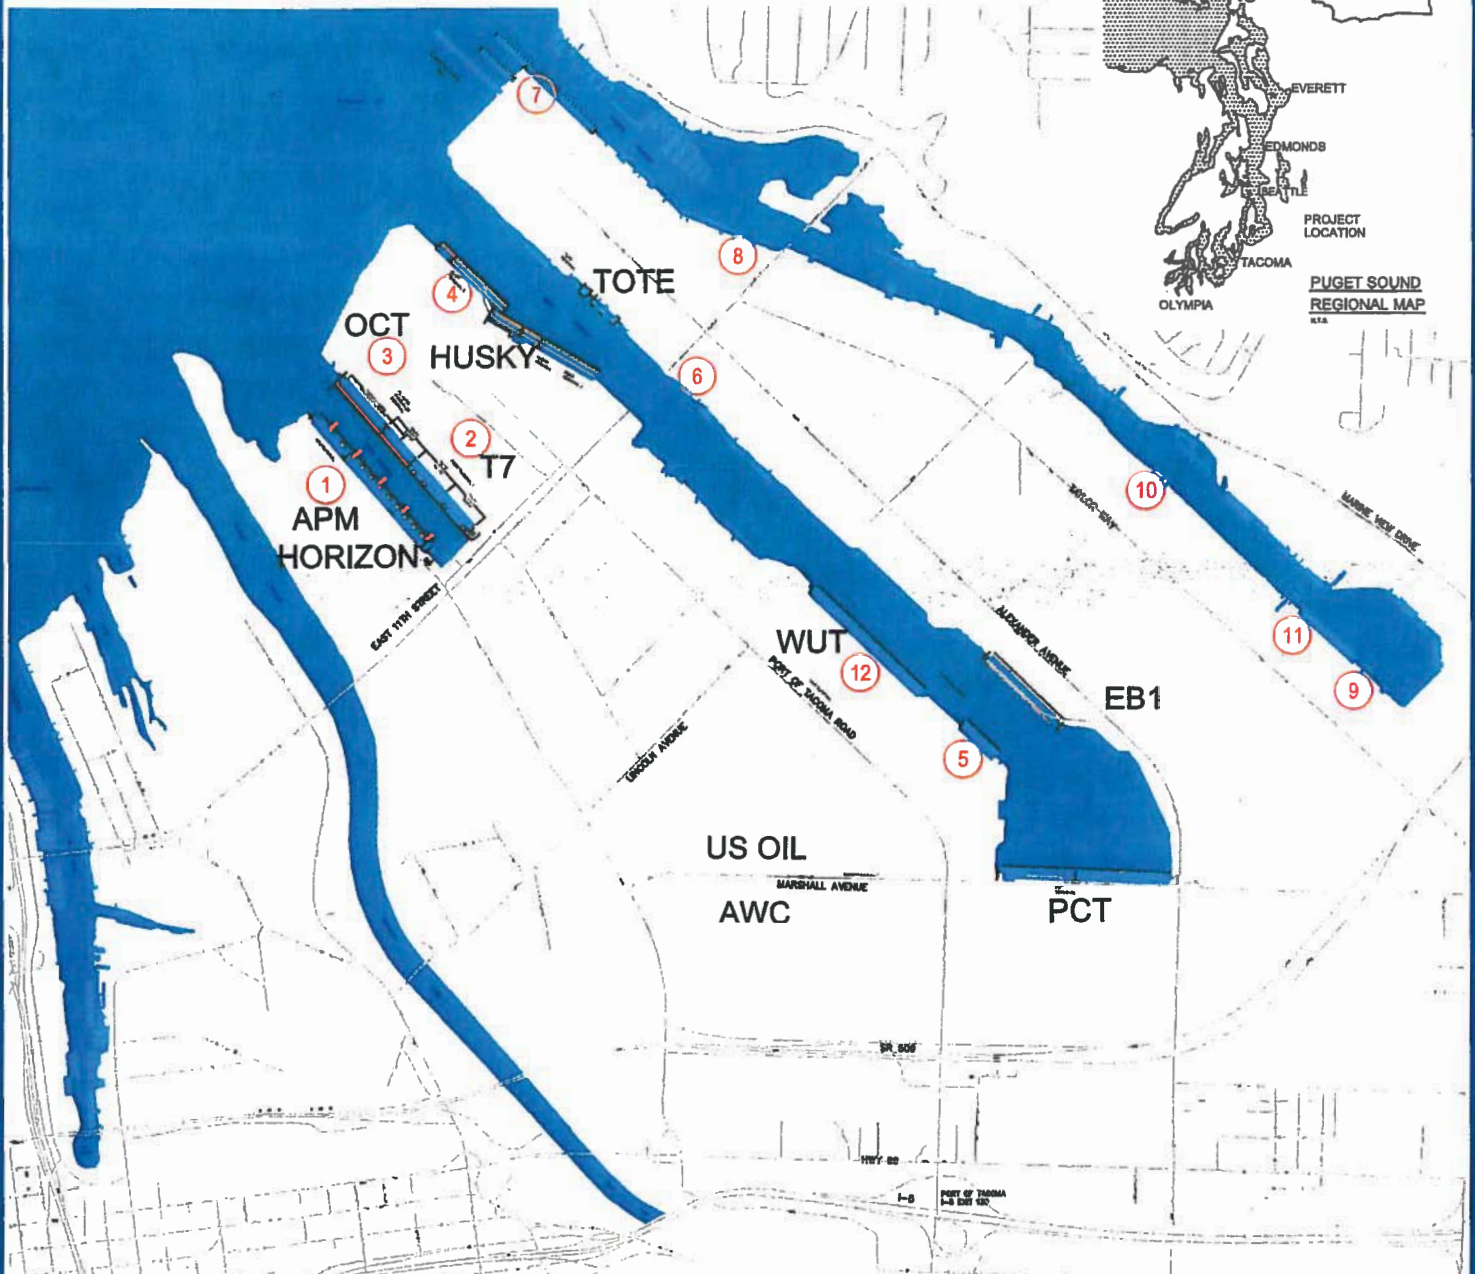 EVERETT
EDMONDS
SEATTLE
PROJECT
LOCATION
TACOMA
OLYMPIA
PUGET SOUND
REGIONAL MAP
N.T.S.
7
8
TOTE
4
OCT
3
HUSKY
6
2
T7
1
APM
HORIZON
10
TAYLOR WAY
MARINE VIEW DRIVE
EAST 11TH STREET
ALEXANDER AVENUE
11
WUT
12
PORT OF TACOMA ROAD
9
EB1
LINCOLN AVENUE
5
US OIL
MARSHALL AVENUE
AWC
PCT
SR 509
HWY 99
I-5
PORT OF TACOMA